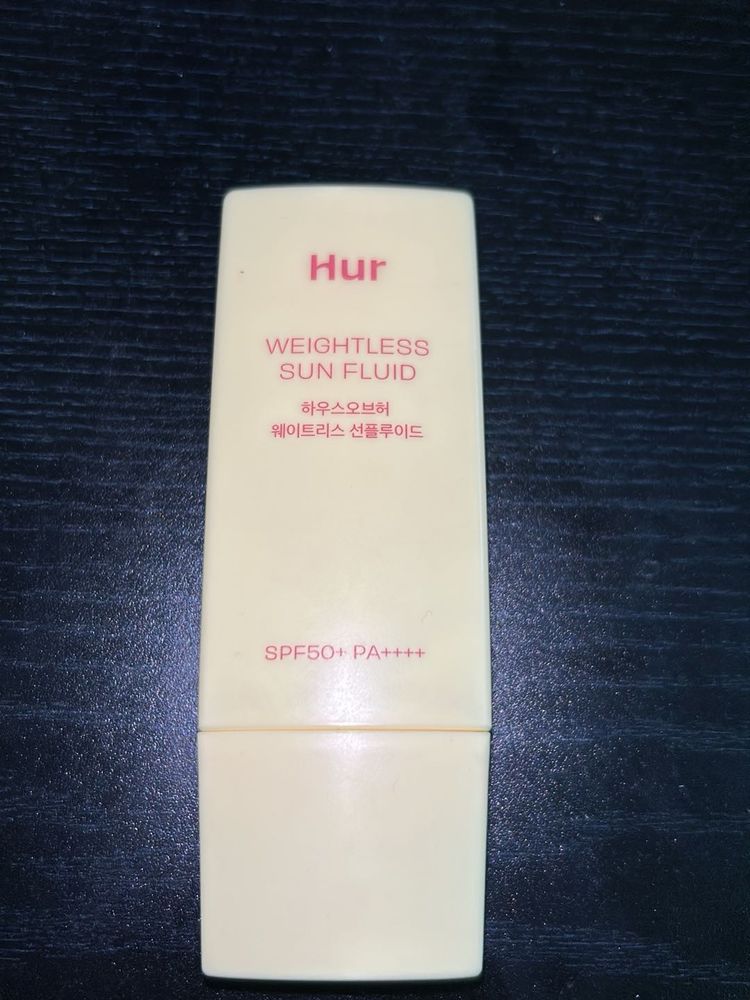 Hur
WEIGHTLESS
SUN FLUID
하우스오브허
웨이트리스 선플루이드
SPF50+ PA++++